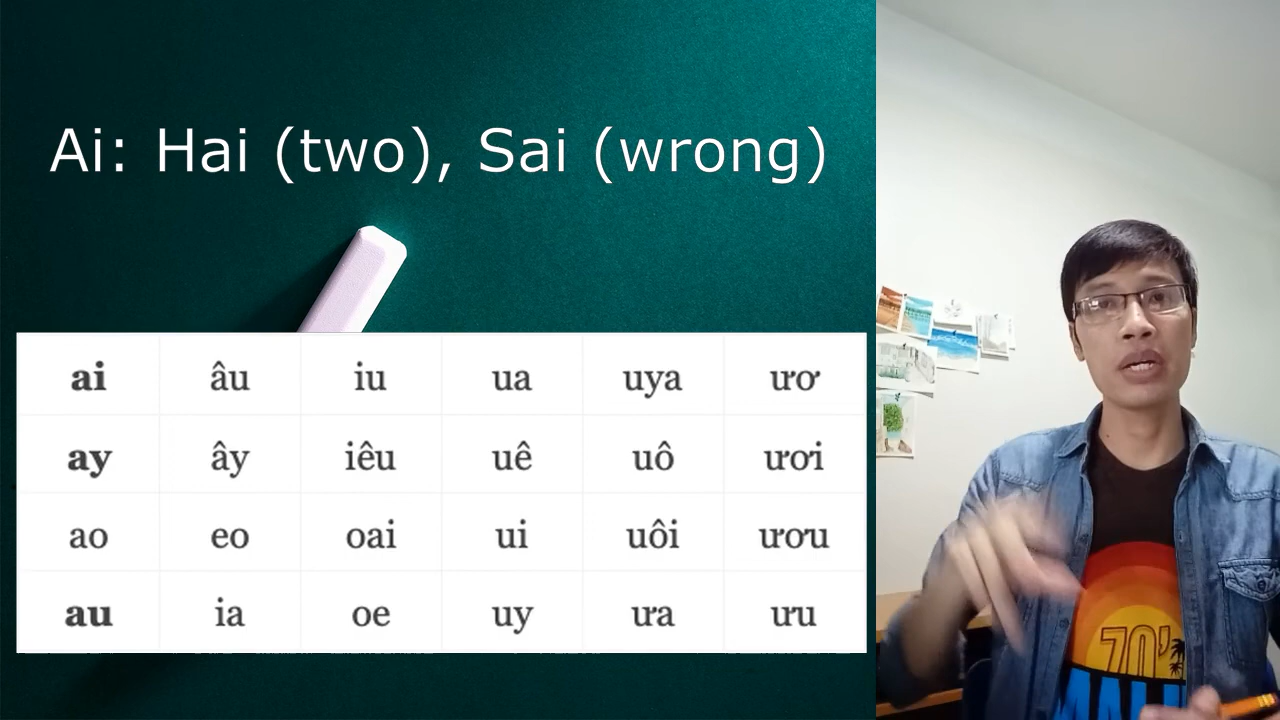 Ai: Hai (two), Sai (wrong)
ai âu iu ua uya ươ
ay ây iêu uê uô ươi
ao eo oai ui uôi ươu
au ia oe uy ưa ưu
70'